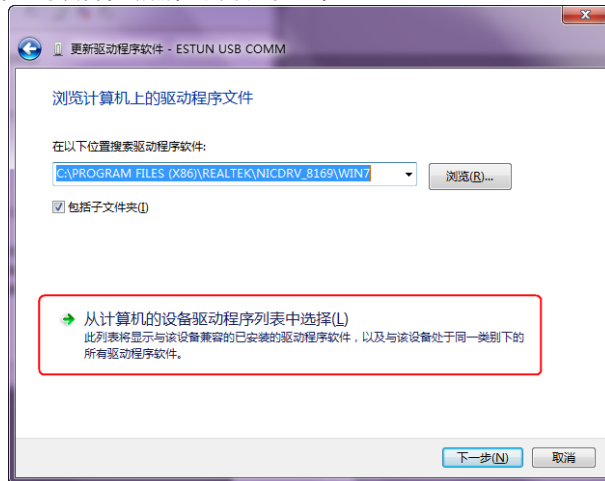 更新驱动程序软件 - ESTUN USB COMM
浏览计算机上的驱动程序文件
在以下位置搜索驱动程序软件:
C:\PROGRAM FILES (X86)\REALTEK\NICDRV_8169\WIN7
浏览(R)...
包括子文件夹(I)
从计算机的设备驱动程序列表中选择(L)
此列表将显示与该设备兼容的已安装的驱动程序软件，以及与该设备处于同一类别下的
所有驱动程序软件。
下一步(N)
取消